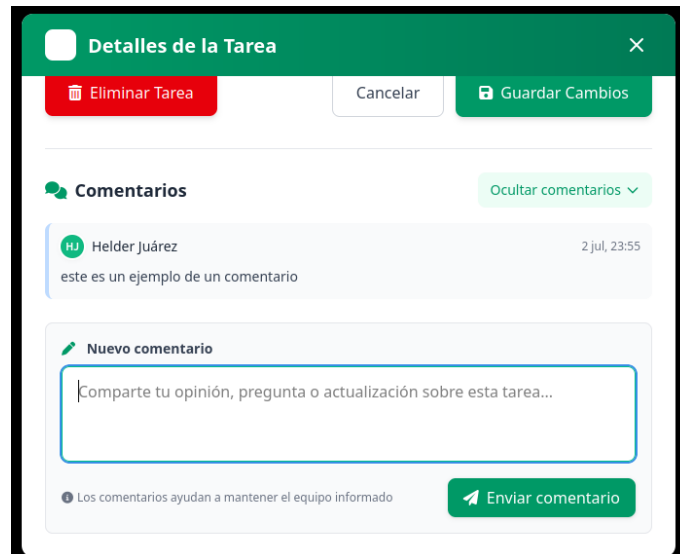 Detalles de la Tarea
Eliminar Tarea
Cancelar
Guardar Cambios
Comentarios
Ocultar comentarios
HJ Helder Juárez
2 jul, 23:55
este es un ejemplo de un comentario
Nuevo comentario
Comparte tu opinión, pregunta o actualización sobre esta tarea...
Los comentarios ayudan a mantener el equipo informado
Enviar comentario